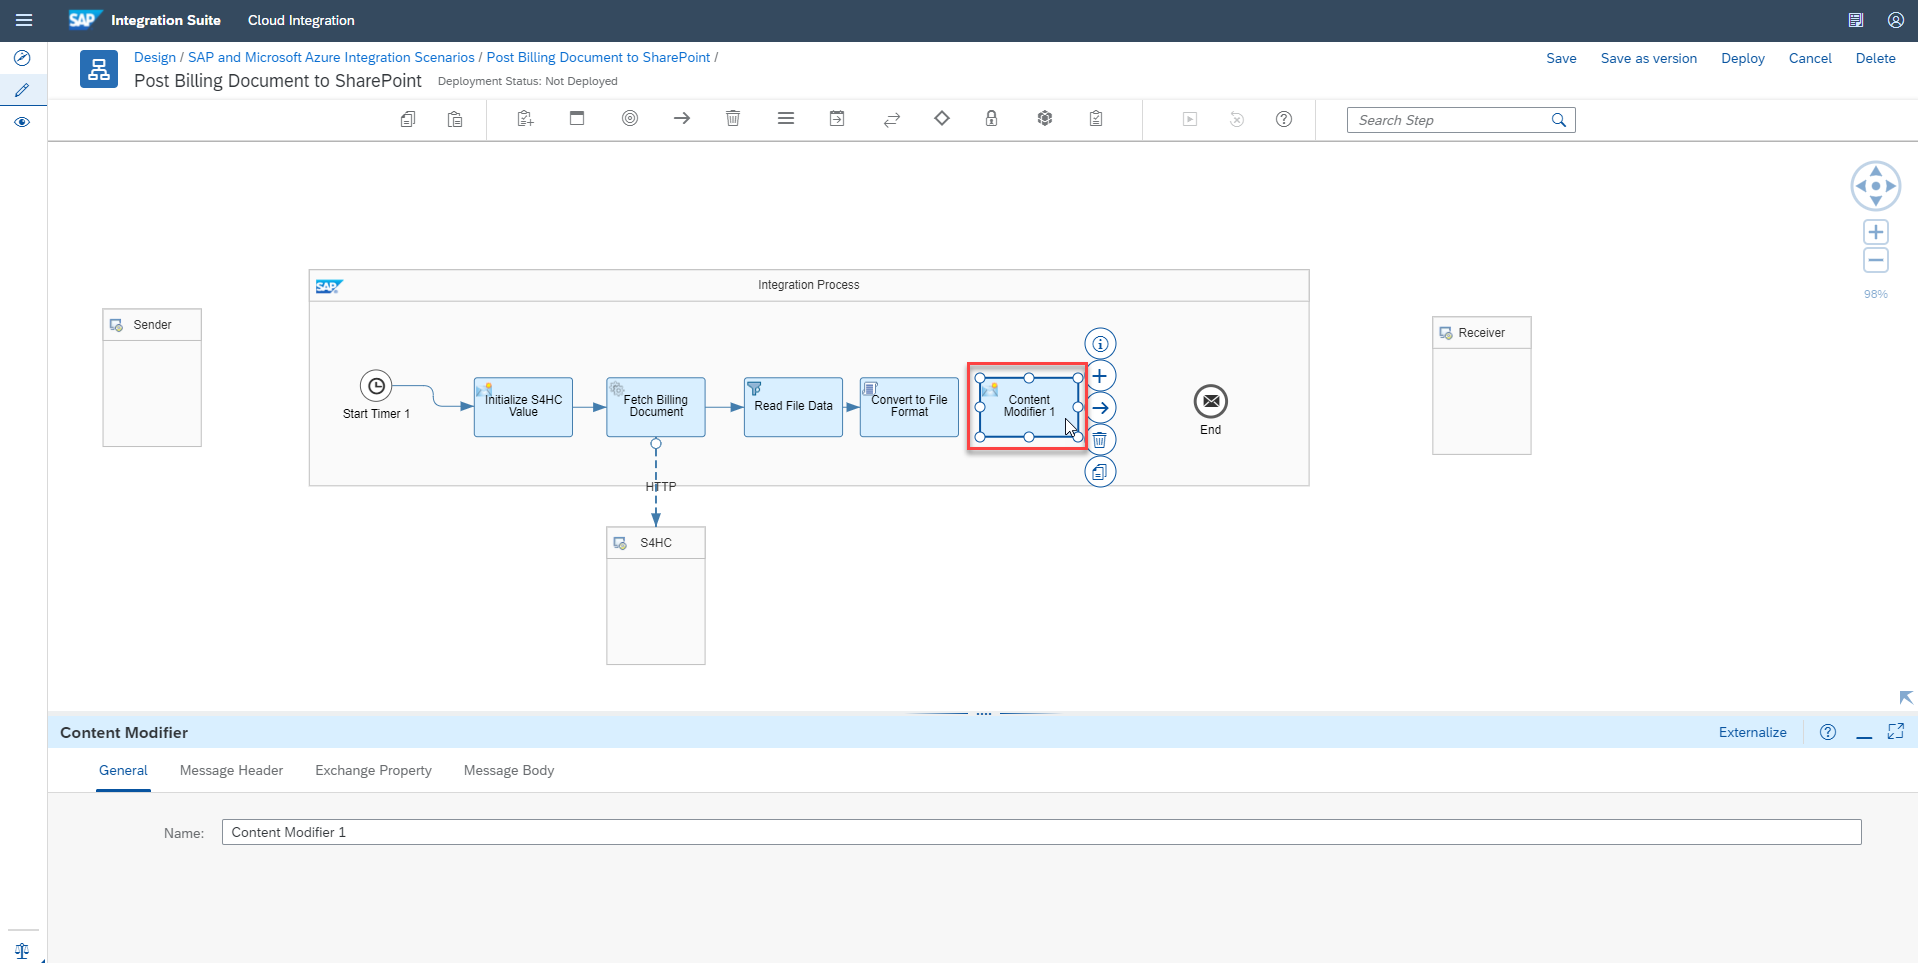 SAP Integration Suite Cloud Integration
Design / SAP and Microsoft Azure Integration Scenarios / Post Billing Document to SharePoint /
Post Billing Document to SharePoint Deployment Status: Not Deployed
Save Save as version Deploy Cancel Delete
Search Step
98%
SAP Integration Process
Sender
Receiver
Start Timer 1
Initialize S4HC
Value
Fetch Billing
Document
Read File Data
Convert to File
Format
Content
Modifier 1
End
HTTP
S4HC
Content Modifier
Externalize
General Message Header Exchange Property Message Body
Name: Content Modifier 1